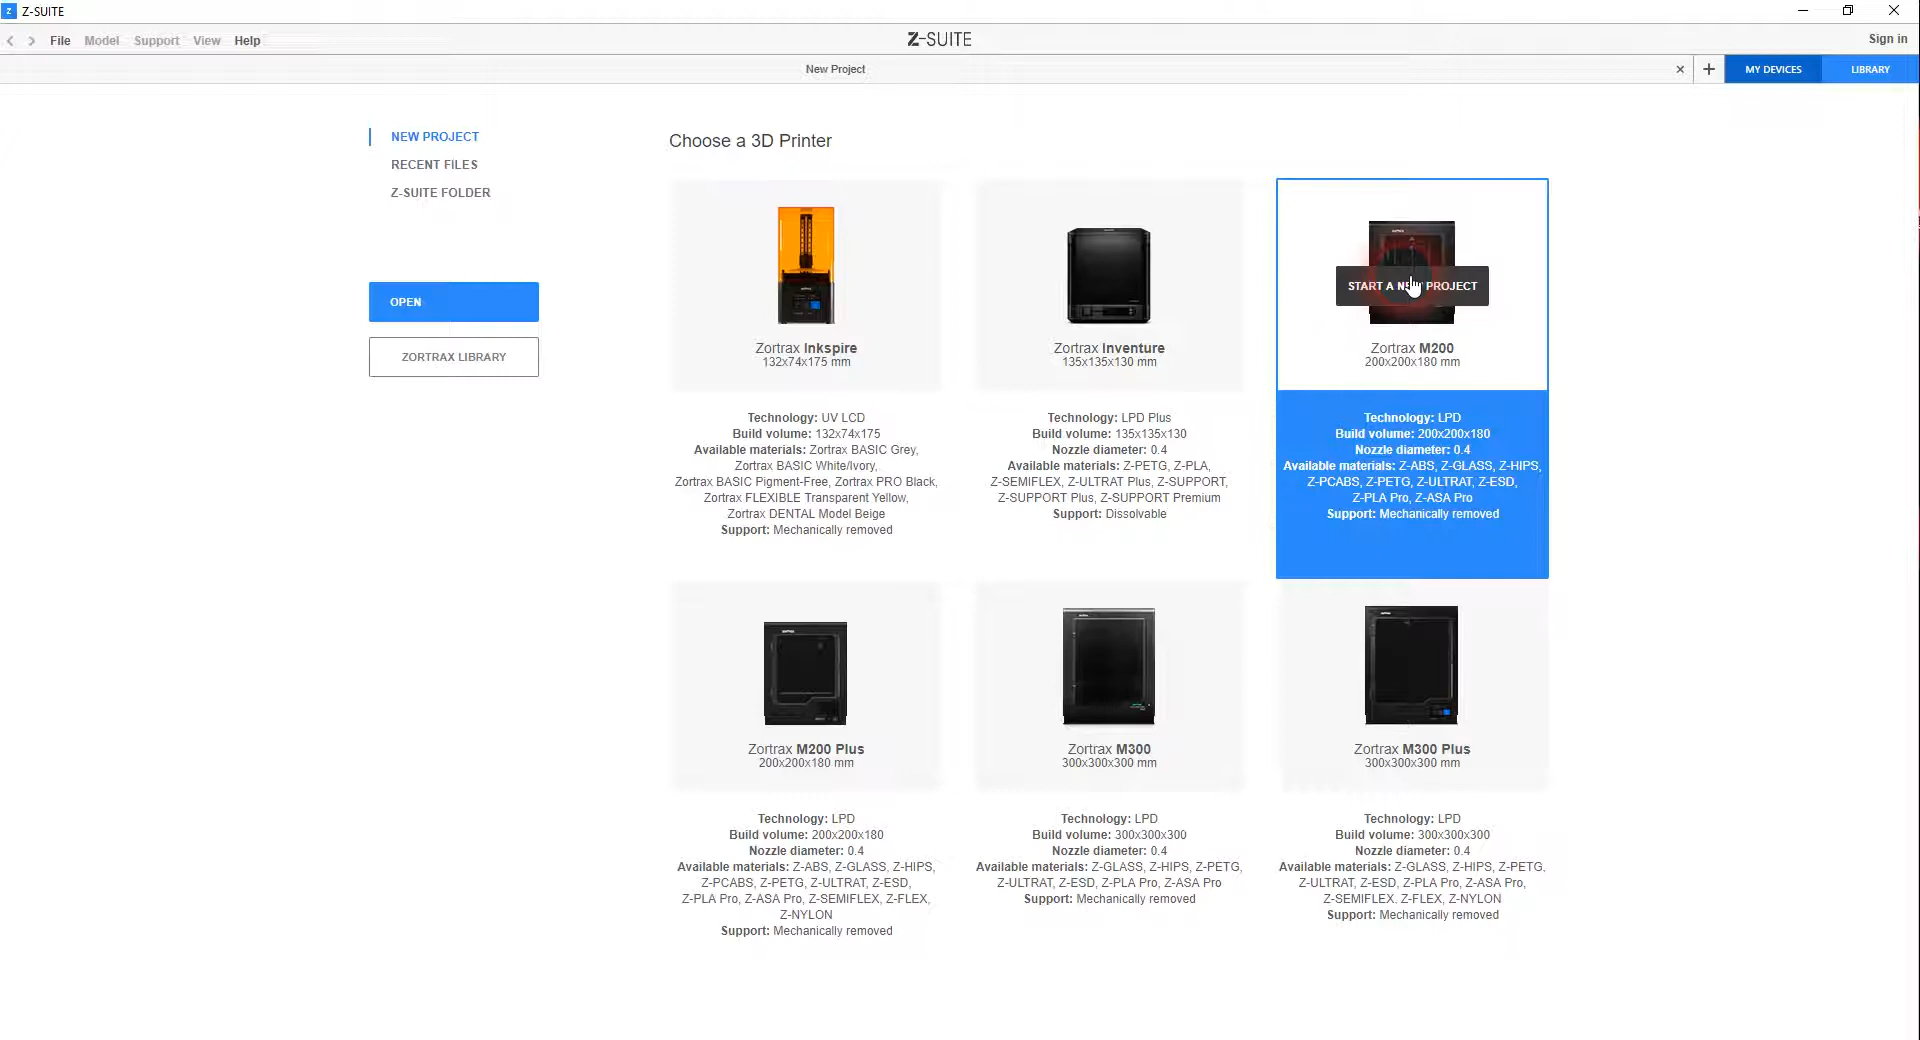 Z-SUITE
File Model Support View Help
Z-SUITE
Sign in
New Project
MY DEVICES
LIBRARY
NEW PROJECT
RECENT FILES
Z-SUITE FOLDER
OPEN
ZORTRAX LIBRARY
Choose a 3D Printer
Zortrax Inkspire
132x74x175 mm
Technology: UV LCD
Build volume: 132x74x175
Available materials: Zortrax BASIC Grey,
Zortrax BASIC White/Ivory,
Zortrax BASIC Pigment-Free, Zortrax PRO Black,
Zortrax FLEXIBLE Transparent Yellow,
Zortrax DENTAL Model Beige
Support: Mechanically removed
Zortrax Inventure
135x135x130 mm
Technology: LPD Plus
Build volume: 135x135x130
Nozzle diameter: 0.4
Available materials: Z-PETG, Z-PLA,
Z-SEMIFLEX, Z-ULTRAT Plus, Z-SUPPORT,
Z-SUPPORT Plus, Z-SUPPORT Premium
Support: Dissolvable
START A NEW PROJECT
Zortrax M200
200x200x180 mm
Technology: LPD
Build volume: 200x200x180
Nozzle diameter: 0.4
Available materials: Z-ABS, Z-GLASS, Z-HIPS,
Z-PCABS, Z-PETG, Z-ULTRAT, Z-ESD,
Z-PLA Pro, Z-ASA Pro
Support: Mechanically removed
Zortrax M200 Plus
200x200x180 mm
Technology: LPD
Build volume: 200x200x180
Nozzle diameter: 0.4
Available materials: Z-ABS, Z-GLASS, Z-HIPS,
Z-PCABS, Z-PETG, Z-ULTRAT, Z-ESD,
Z-PLA Pro, Z-ASA Pro, Z-SEMIFLEX, Z-FLEX,
Z-NYLON
Support: Mechanically removed
Zortrax M300
300x300x300 mm
Technology: LPD
Build volume: 300x300x300
Nozzle diameter: 0.4
Available materials: Z-GLASS, Z-HIPS, Z-PETG,
Z-ULTRAT, Z-ESD, Z-PLA Pro, Z-ASA Pro
Support: Mechanically removed
Zortrax M300 Plus
300x300x300 mm
Technology: LPD
Build volume: 300x300x300
Nozzle diameter: 0.4
Available materials: Z-GLASS, Z-HIPS, Z-PETG,
Z-ULTRAT, Z-ESD, Z-PLA Pro, Z-ASA Pro,
Z-SEMIFLEX, Z-FLEX, Z-NYLON
Support: Mechanically removed